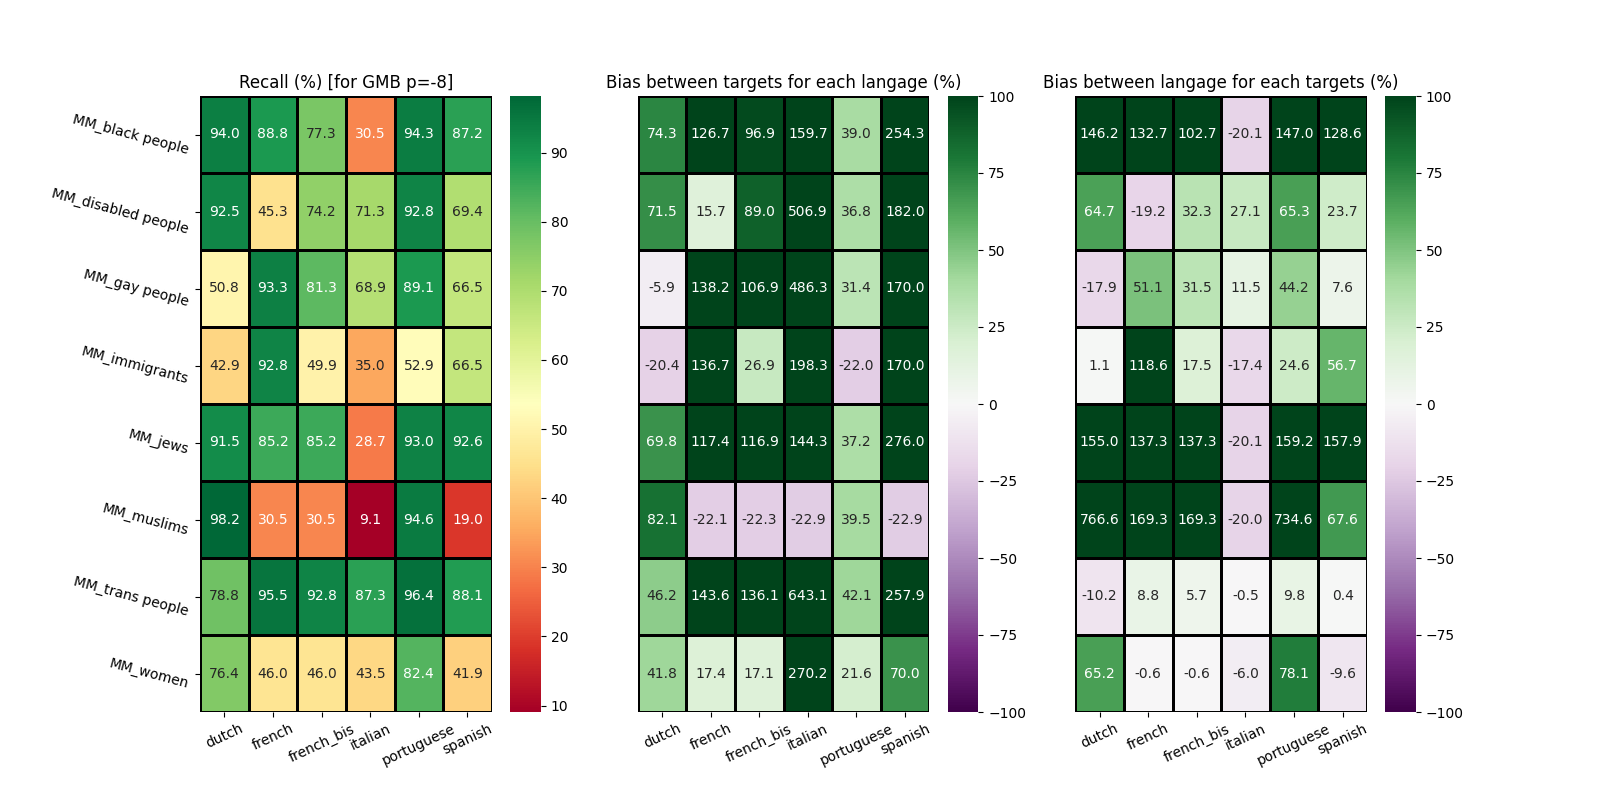 Recall (%) [for GMB p=-8]
Bias between targets for each langage (%)
Bias between langage for each targets (%)
MM_black people 94.0 88.8 77.3 30.5 94.3 87.2
MM_disabled people 92.5 45.3 74.2 71.3 92.8 69.4
MM_gay people 50.8 93.3 81.3 68.9 89.1 66.5
MM_immigrants 42.9 92.8 49.9 35.0 52.9 66.5
MM_jews 91.5 85.2 85.2 28.7 93.0 92.6
MM_muslims 98.2 30.5 30.5 9.1 94.6 19.0
MM_trans people 78.8 95.5 92.8 87.3 96.4 88.1
MM_women 76.4 46.0 46.0 43.5 82.4 41.9
dutch french french_bis italian portuguese spanish
90
80
70
60
50
40
30
20
10
74.3 126.7 96.9 159.7 39.0 254.3
71.5 15.7 89.0 506.9 36.8 182.0
-5.9 138.2 106.9 486.3 31.4 170.0
-20.4 136.7 26.9 198.3 -22.0 170.0
69.8 117.4 116.9 144.3 37.2 276.0
82.1 -22.1 -22.3 -22.9 39.5 -22.9
46.2 143.6 136.1 643.1 42.1 257.9
41.8 17.4 17.1 270.2 21.6 70.0
dutch french french_bis italian portuguese spanish
100
75
50
25
0
−25
−50
−75
−100
146.2 132.7 102.7 -20.1 147.0 128.6
64.7 -19.2 32.3 27.1 65.3 23.7
-17.9 51.1 31.5 11.5 44.2 7.6
1.1 118.6 17.5 -17.4 24.6 56.7
155.0 137.3 137.3 -20.1 159.2 157.9
766.6 169.3 169.3 -20.0 734.6 67.6
-10.2 8.8 5.7 -0.5 9.8 0.4
65.2 -0.6 -0.6 -6.0 78.1 -9.6
dutch french french_bis italian portuguese spanish
100
75
50
25
0
−25
−50
−75
−100